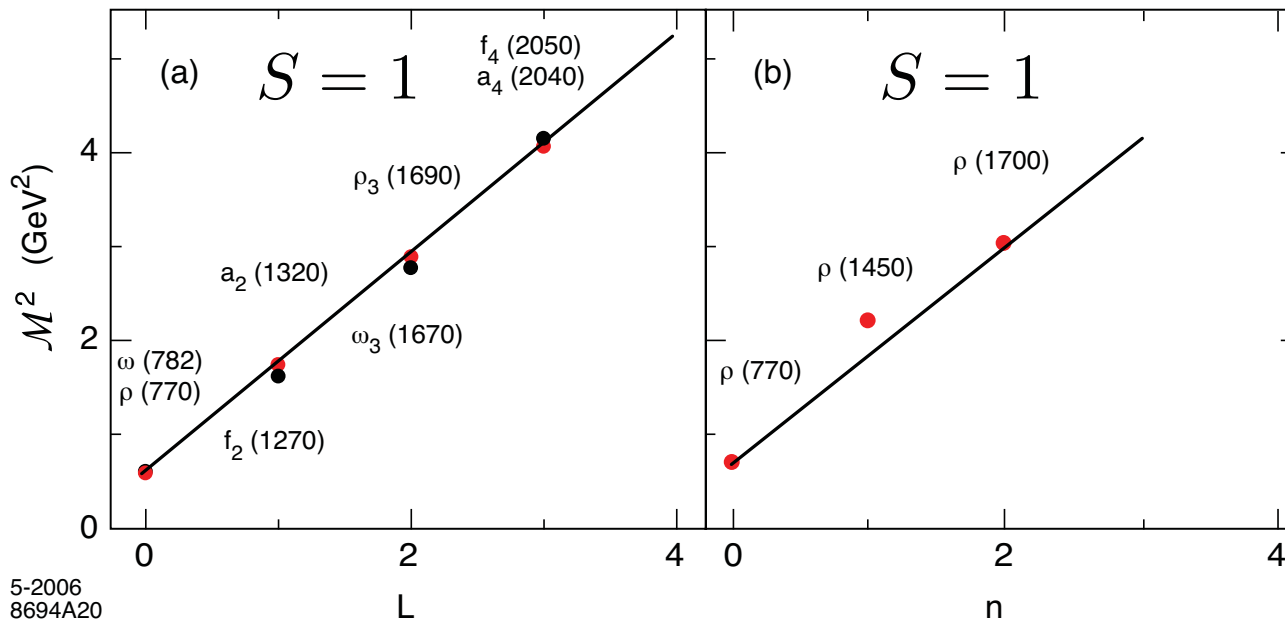 (a)
S = 1
f₄ (2050)
a₄ (2040)
ρ₃ (1690)
a₂ (1320)
ω₃ (1670)
ω (782)
ρ (770)
f₂ (1270)
ℳ² (GeV²)
4
2
0
0
2
4
L
(b)
S = 1
ρ (1700)
ρ (1450)
ρ (770)
0
2
4
n
5-2006
8694A20